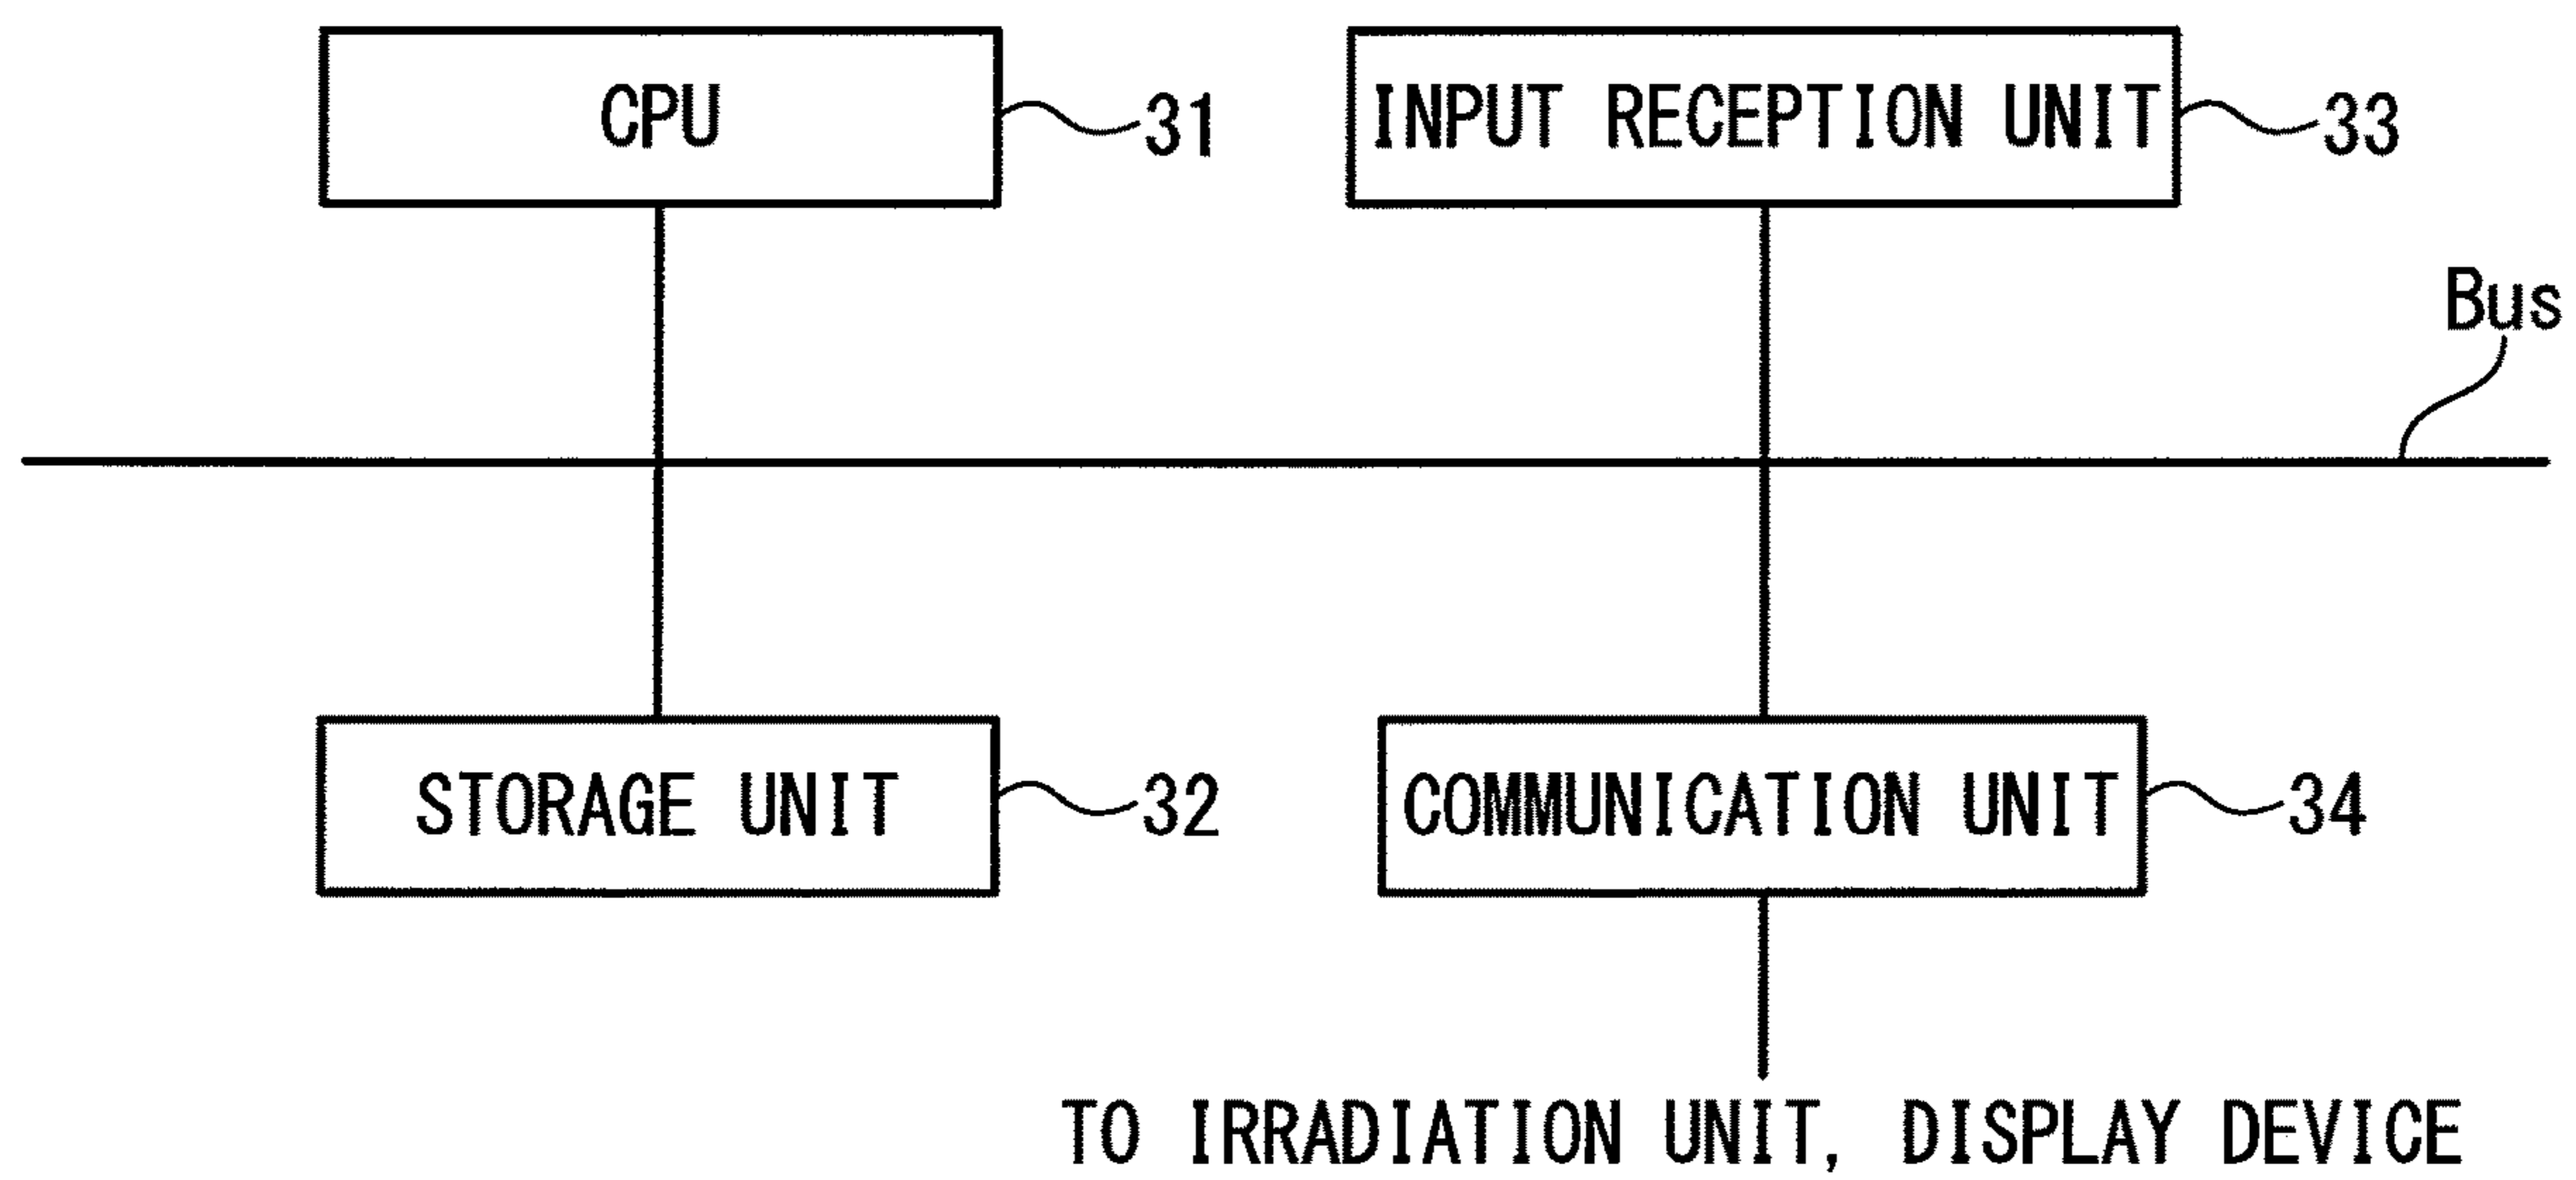 CPU
31
INPUT RECEPTION UNIT
33
Bus
STORAGE UNIT
32
COMMUNICATION UNIT
34
TO IRRADIATION UNIT, DISPLAY DEVICE